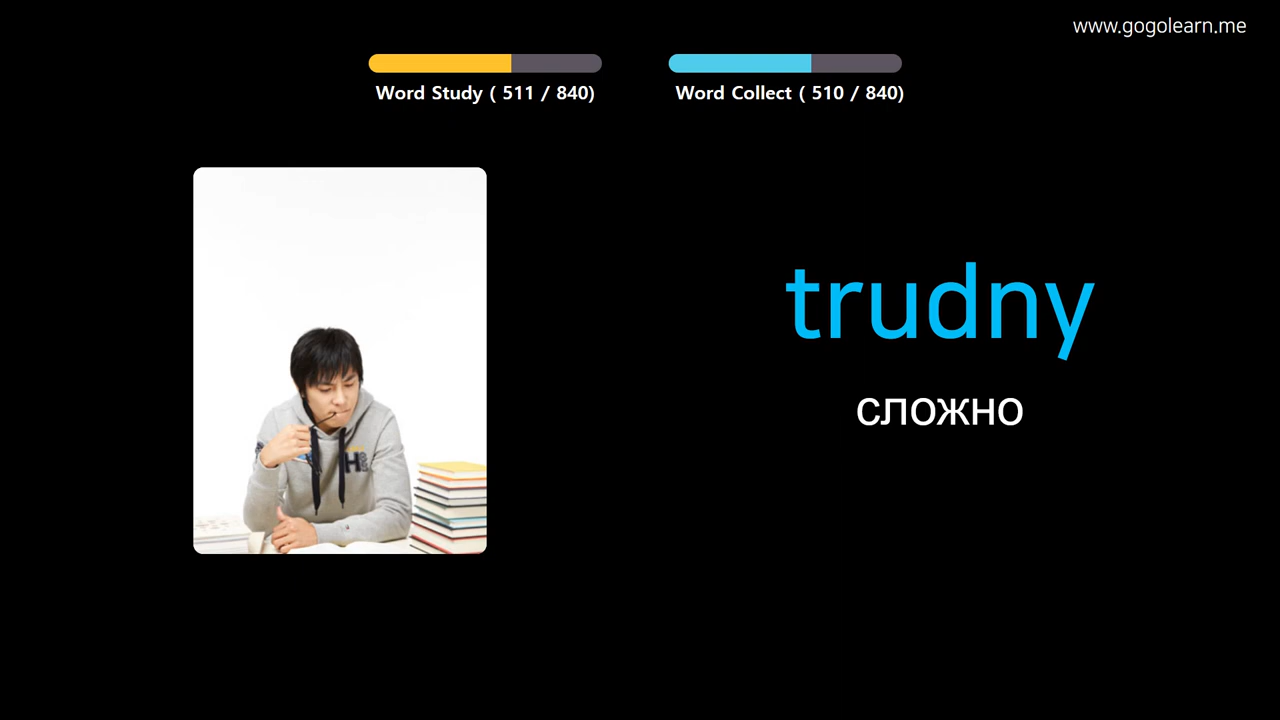 www.gogolearn.me
Word Study ( 511 / 840)
Word Collect ( 510 / 840)
trudny
сложно
H